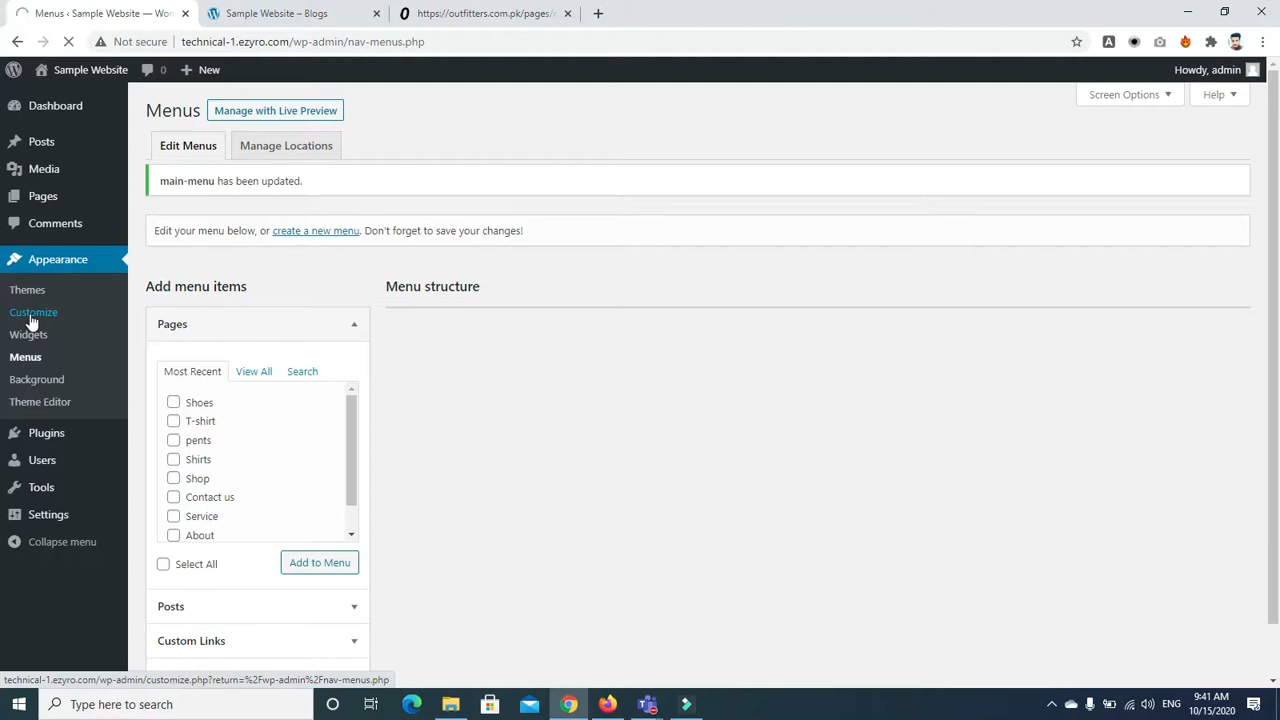 Menus ‹ Sample Website — Wor
Sample Website – Blogs
https://outfitters.com.pk/pages/
Not secure
technical-1.ezyro.com/wp-admin/nav-menus.php
Sample Website
0
New
Howdy, admin
Dashboard
Posts
Media
Pages
Comments
Appearance
Themes
Customize
Widgets
Menus
Background
Theme Editor
Plugins
Users
Tools
Settings
Collapse menu
Menus
Manage with Live Preview
Screen Options
Help
Edit Menus
Manage Locations
main-menu has been updated.
Edit your menu below, or create a new menu. Don't forget to save your changes!
Add menu items
Menu structure
Pages
Most Recent
View All
Search
Shoes
T-shirt
pents
Shirts
Shop
Contact us
Service
About
Select All
Add to Menu
Posts
Custom Links
technical-1.ezyro.com/wp-admin/customize.php?return=%2Fwp-admin%2Fnav-menus.php
Type here to search
ENG
9:41 AM
10/15/2020